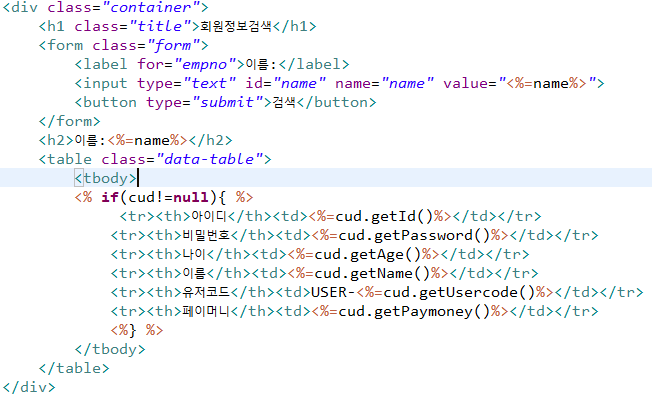 <div class="container">
<h1 class="title">회원정보검색</h1>
<form class="form">
<label for="empno">이름:</label>
<input type="text" id="name" name="name" value="<%=name%>">
<button type="submit">검색</button>
</form>
<h2>이름:<%=name%></h2>
<table class="data-table">
<tbody>
<% if(cud!=null){ %>
<tr><th>아이디</th><td><%=cud.getId()%></td></tr>
<tr><th>비밀번호</th><td><%=cud.getPassword()%></td></tr>
<tr><th>나이</th><td><%=cud.getAge()%></td></tr>
<tr><th>이름</th><td><%=cud.getName()%></td></tr>
<tr><th>유저코드</th><td>USER-<%=cud.getUsercode()%></td></tr>
<tr><th>페이머니</th><td><%=cud.getPaymoney()%></td></tr>
<%} %>
</tbody>
</table>
</div>